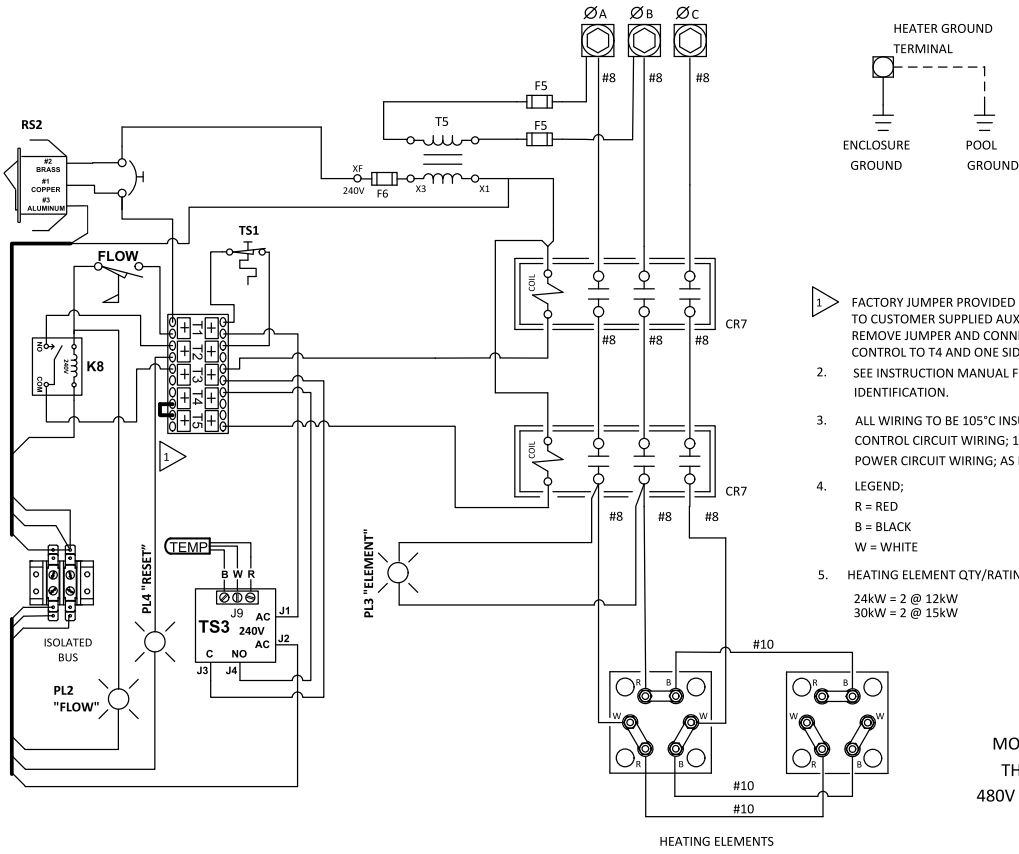 ØA
ØB
ØC
#8
#8
#8
HEATER GROUND
TERMINAL
ENCLOSURE
GROUND
POOL
GROUND
F5
F5
T5
XF
240V
F6
X3
X1
RS2
#2
BRASS
#1
COPPER
#3
ALUMINUM
TS1
FLOW
COIL
CR7
#8
#8
#8
NO
COM
240V
K8
T1
T2
T3
T4
T5
1
1
FACTORY JUMPER PROVIDED
TO CUSTOMER SUPPLIED AUX
REMOVE JUMPER AND CONN
CONTROL TO T4 AND ONE SID
2. SEE INSTRUCTION MANUAL F
IDENTIFICATION.
3. ALL WIRING TO BE 105°C INS
CONTROL CIRCUIT WIRING; 1
POWER CIRCUIT WIRING; AS
4. LEGEND;
R = RED
B = BLACK
W = WHITE
5. HEATING ELEMENT QTY/RATIN
24kW = 2 @ 12kW
30kW = 2 @ 15kW
COIL
CR7
#8
#8
#8
PL3 "ELEMENT"
PL4 "RESET"
TEMP
B W R
J9
TS3
240V
AC
AC
J1
J2
C
NO
J3
J4
ISOLATED
BUS
PL2
"FLOW"
#10
R
B
W
W
R
B
R
B
W
W
R
B
#10
#10
HEATING ELEMENTS
MO
TH
480V